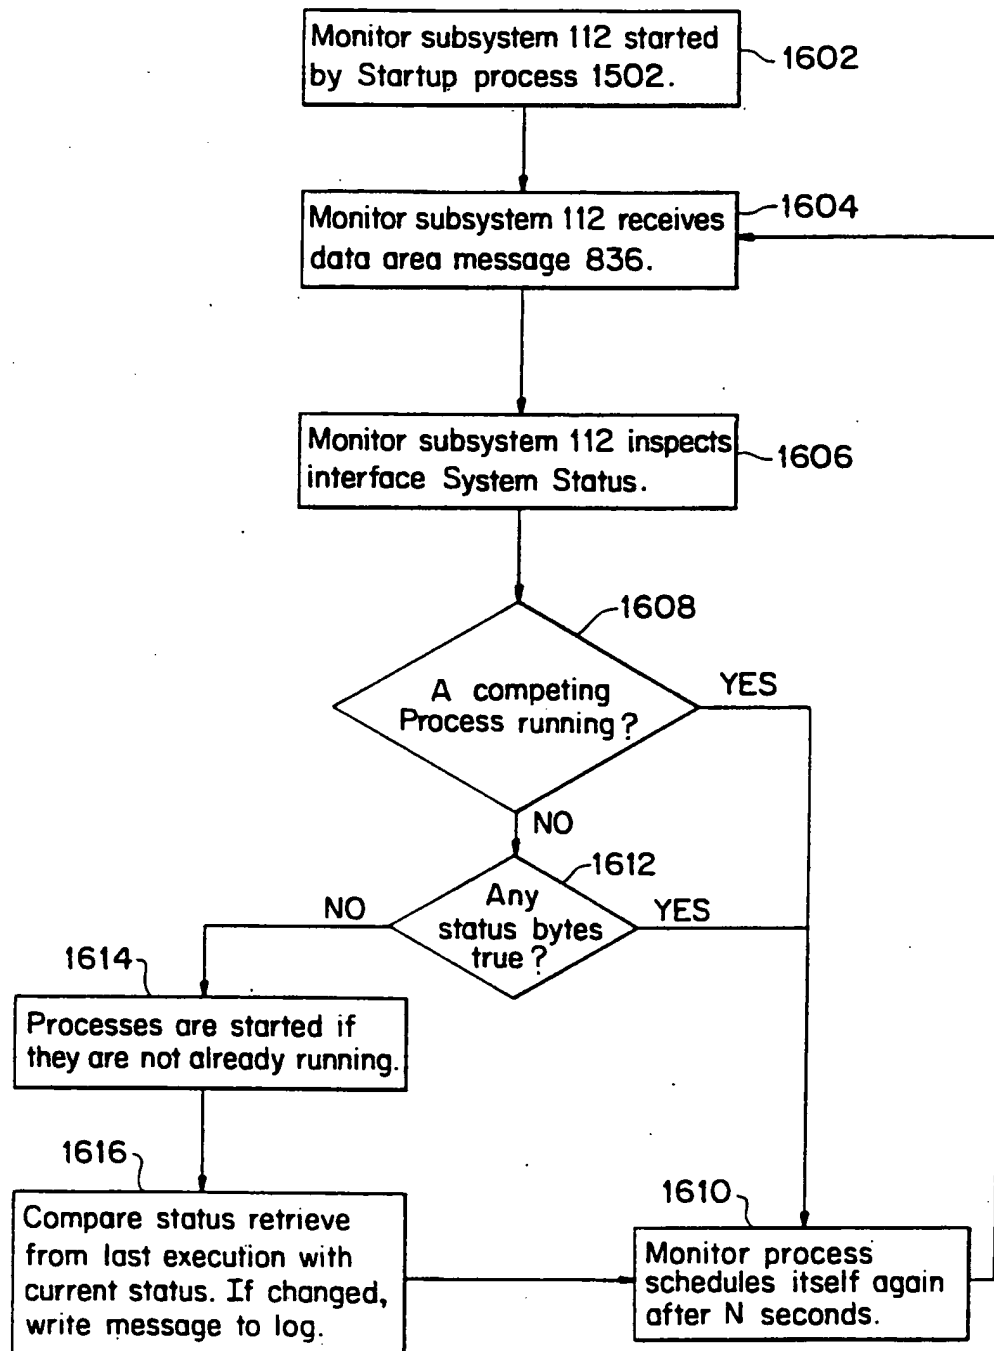 Monitor subsystem 112 started
by Startup process 1502.
1602
Monitor subsystem 112 receives
data area message 836.
1604
Monitor subsystem 112 inspects
interface System Status.
1606
1608
A competing
Process running?
YES
NO
1612
Any
status bytes
true?
NO
YES
1614
Processes are started if
they are not already running.
1616
Compare status retrieve
from last execution with
current status. If changed,
write message to log.
1610
Monitor process
schedules itself again
after N seconds.